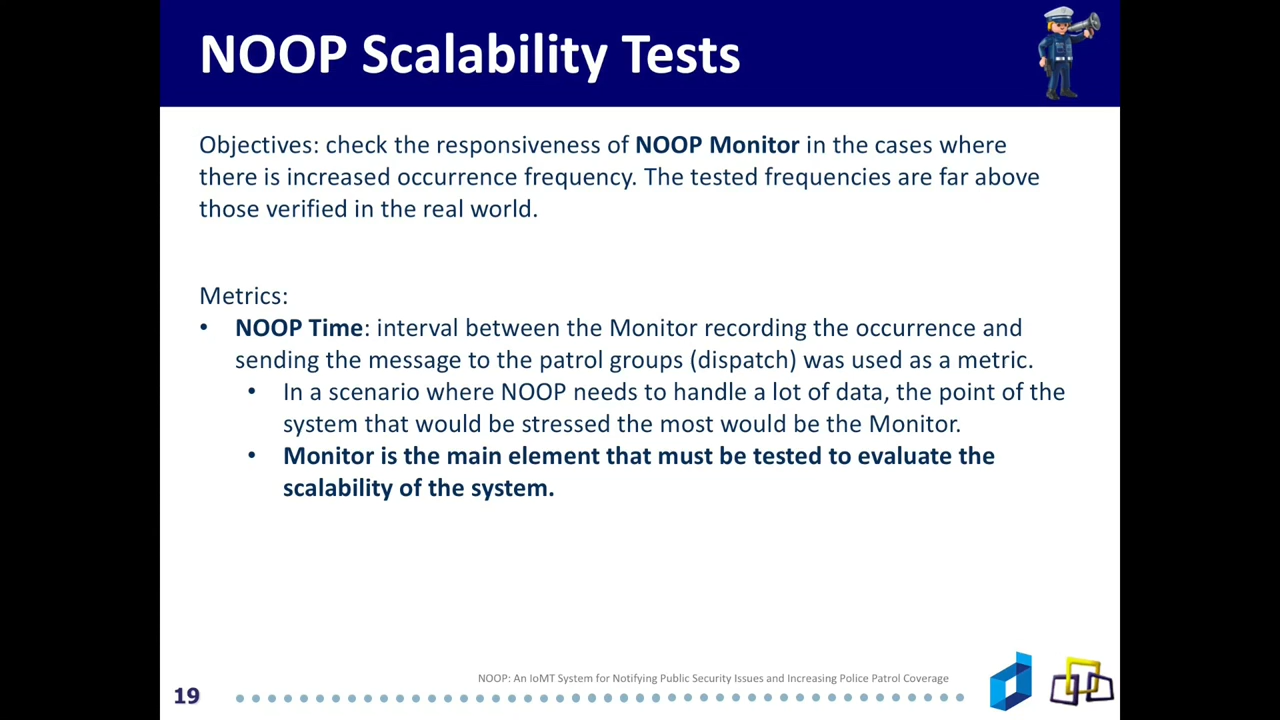 NOOP Scalability Tests
Objectives: check the responsiveness of NOOP Monitor in the cases where
there is increased occurrence frequency. The tested frequencies are far above
those verified in the real world.
Metrics:
• NOOP Time: interval between the Monitor recording the occurrence and
sending the message to the patrol groups (dispatch) was used as a metric.
• In a scenario where NOOP needs to handle a lot of data, the point of the
system that would be stressed the most would be the Monitor.
• Monitor is the main element that must be tested to evaluate the
scalability of the system.
NOOP: An IoMT System for Notifying Public Security Issues and Increasing Police Patrol Coverage
19